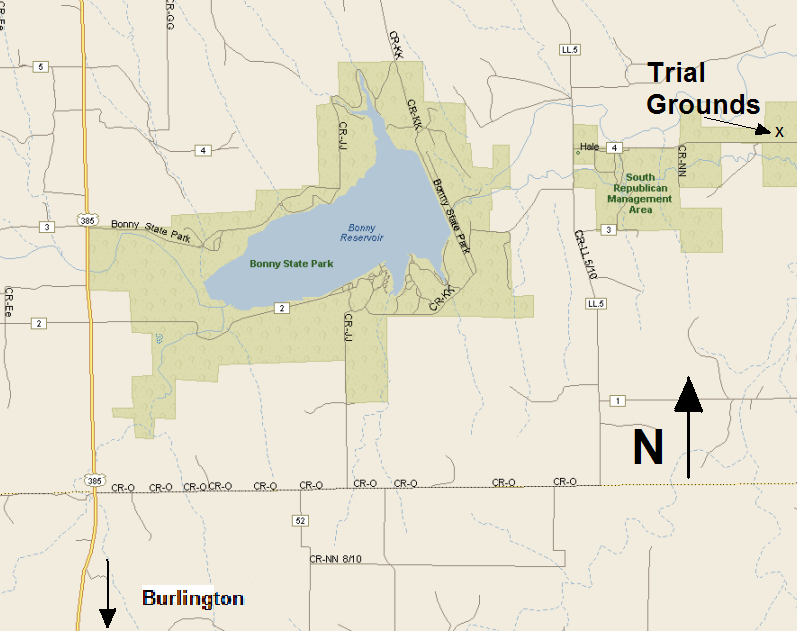 CR-Fe
CR-GG
CR-KK
5
LL.5
Trial
Grounds
X
CR-KK
CR-JJ
4
Hale
4
CR-NN
South
Republican
Management
Area
385
3
Bonny State Park
Bonny
Reservoir
Bonny State Park
3
Bonny State Park
CR-LL.5/10
CR-Ee
2
2
CR-KK
LL.5
CR-JJ
1
N
385
CR-O
CR-O
CR-O
CR-O
CR-O
CR-O
CR-O
CR-O
CR-O
CR-O
52
CR-NN 8/10
Burlington